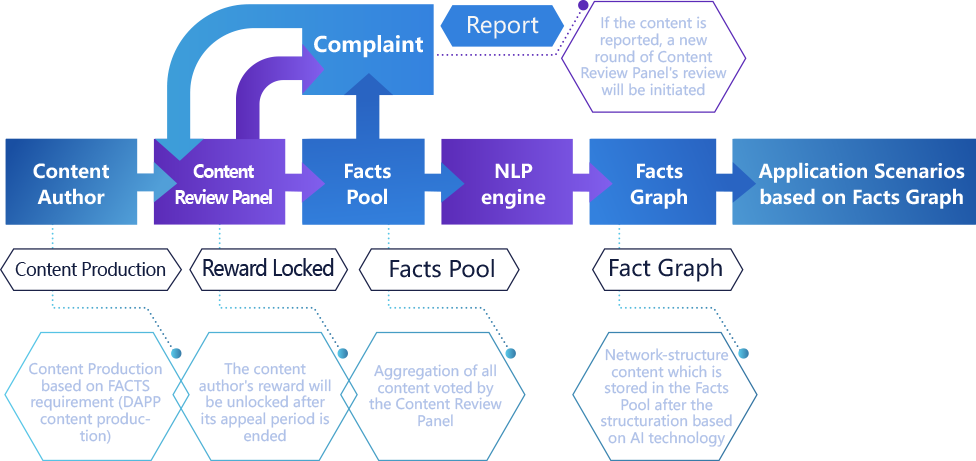 Complaint
Report
If the content is
reported, a new
round of Content
Review Panel's review
will be initiated
Content
Author
Content
Review Panel
Facts
Pool
NLP
engine
Facts
Graph
Application Scenarios
based on Facts Graph
Content Production
Reward Locked
Facts Pool
Fact Graph
Content Production
based on FACTS
requirement (DAPP
content produc-
tion)
The content
author's reward will
be unlocked after
its appeal period is
ended
Aggregation of all
content voted by
the Content Review
Panel
Network-structure
content which is
stored in the Facts
Pool after the
structuration based
on AI technology